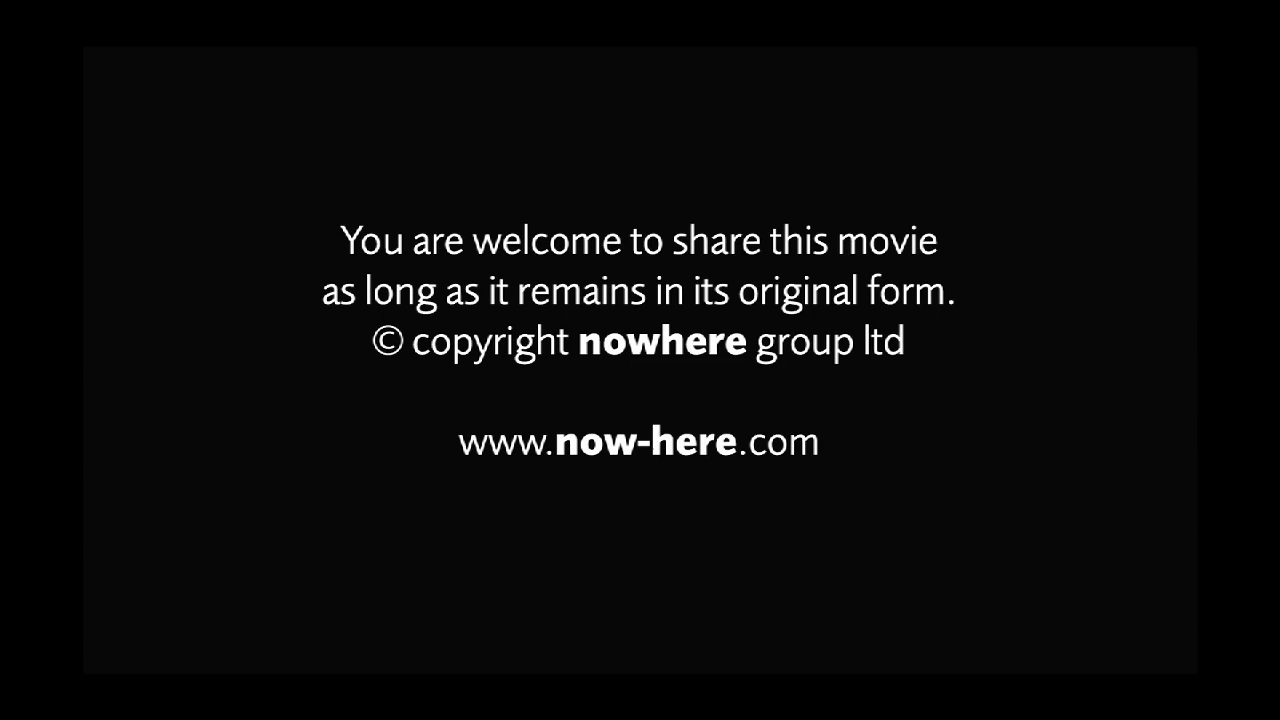 You are welcome to share this movie
as long as it remains in its original form.
© copyright nowhere group ltd
www.now-here.com